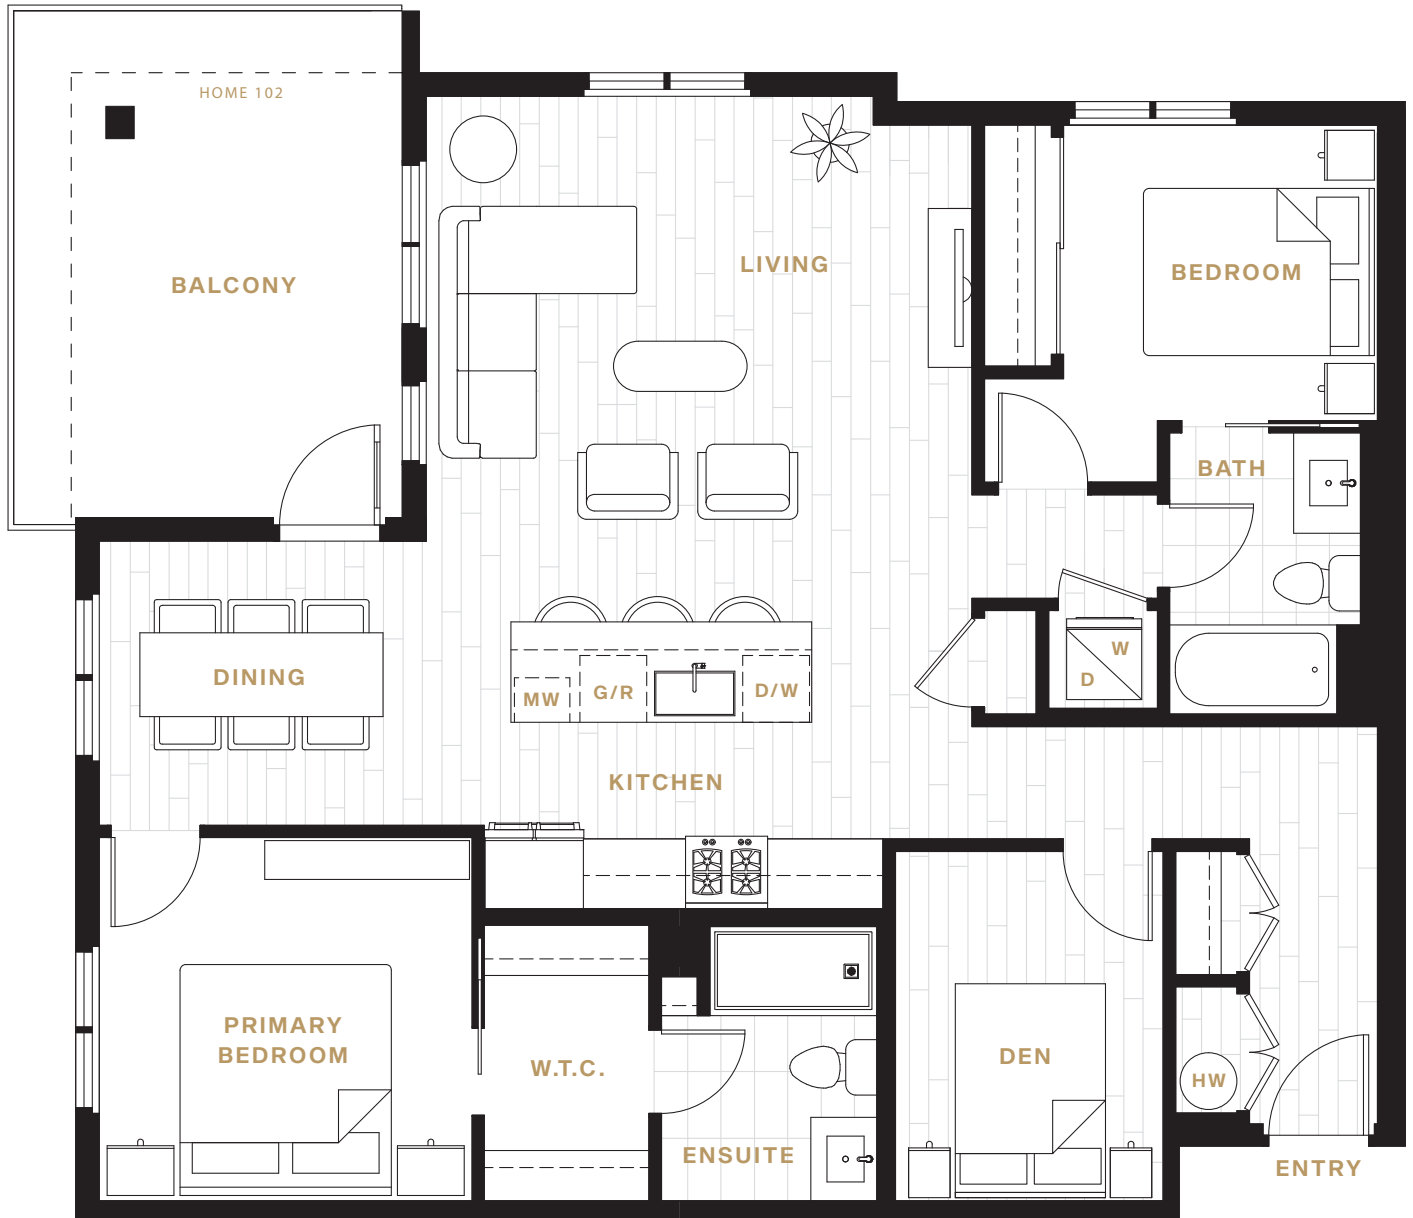 HOME 102
BALCONY
LIVING
BEDROOM
BATH
W
D
DINING
MW
G/R
D/W
KITCHEN
PRIMARY
BEDROOM
W.T.C.
ENSUITE
DEN
HW
ENTRY